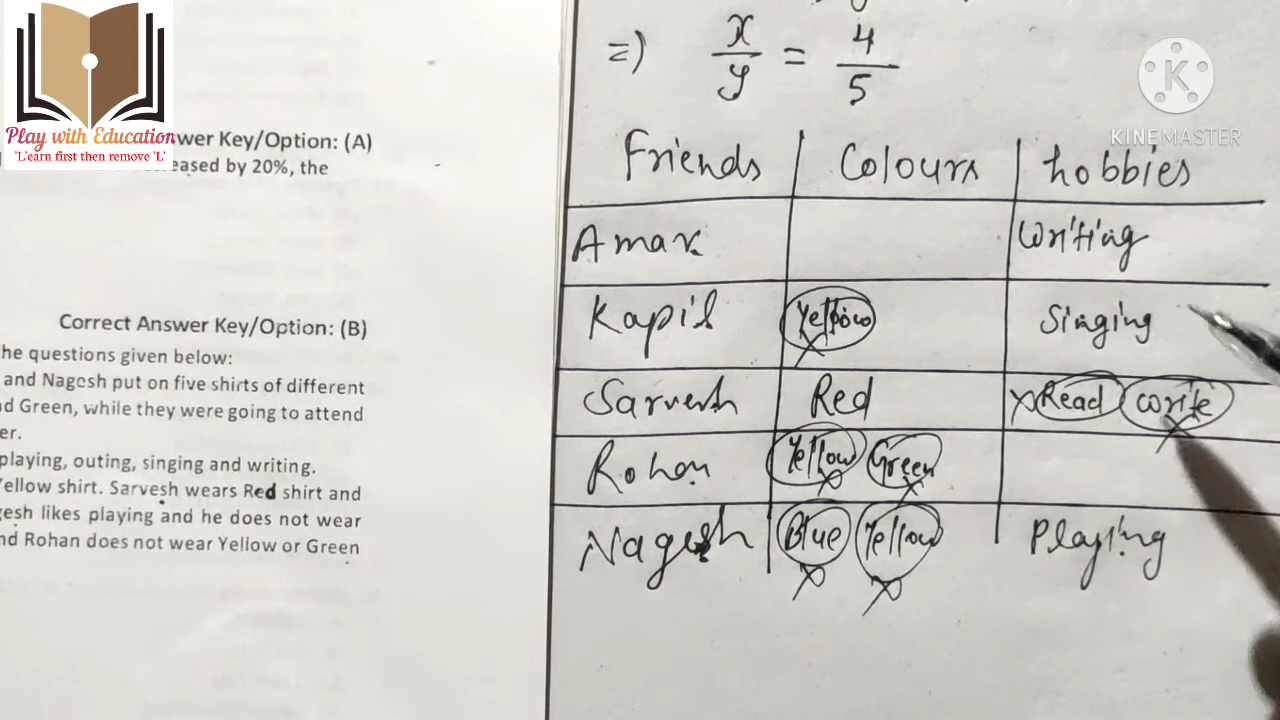 Play with Education
'L'earn first then remove 'L'
Answer Key/Option: (A)
by 20%, the
Correct Answer Key/Option: (B)
he questions given below:
and Nagesh put on five shirts of different
d Green, while they were going to attend
er.
playing, outing, singing and writing.
Yellow shirt. Sarvesh wears Red shirt and
gesh likes playing and he does not wear
nd Rohan does not wear Yellow or Green
=) x/y = 4/5
KINEMASTER
Friends Colours hobbies
Amar Writing
Kapil Yellow Singing
Sarvesh Red Read write
Rohan Yellow Green
Nagesh Blue Yellow Playing